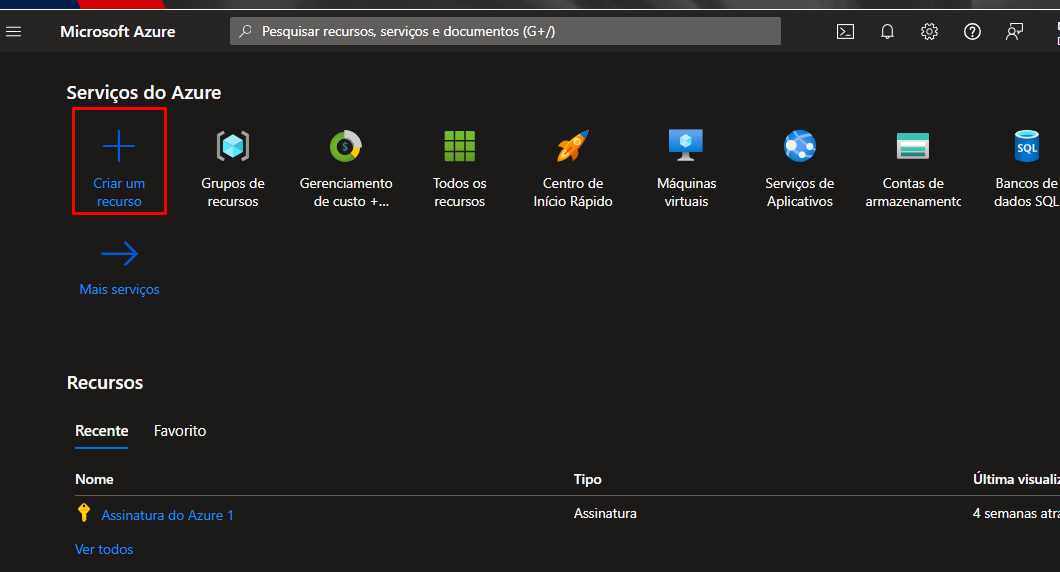 Microsoft Azure
Pesquisar recursos, serviços e documentos (G+/)
Serviços do Azure
Criar um
recurso
Grupos de
recursos
Gerenciamento
de custo +...
Todos os
recursos
Centro de
Início Rápido
Máquinas
virtuais
Serviços de
Aplicativos
Contas de
armazenamento
Bancos de
dados SQL
SQL
Mais serviços
Recursos
Recente Favorito
Nome Tipo Última visualiz
Assinatura do Azure 1 Assinatura 4 semanas atrá
Ver todos